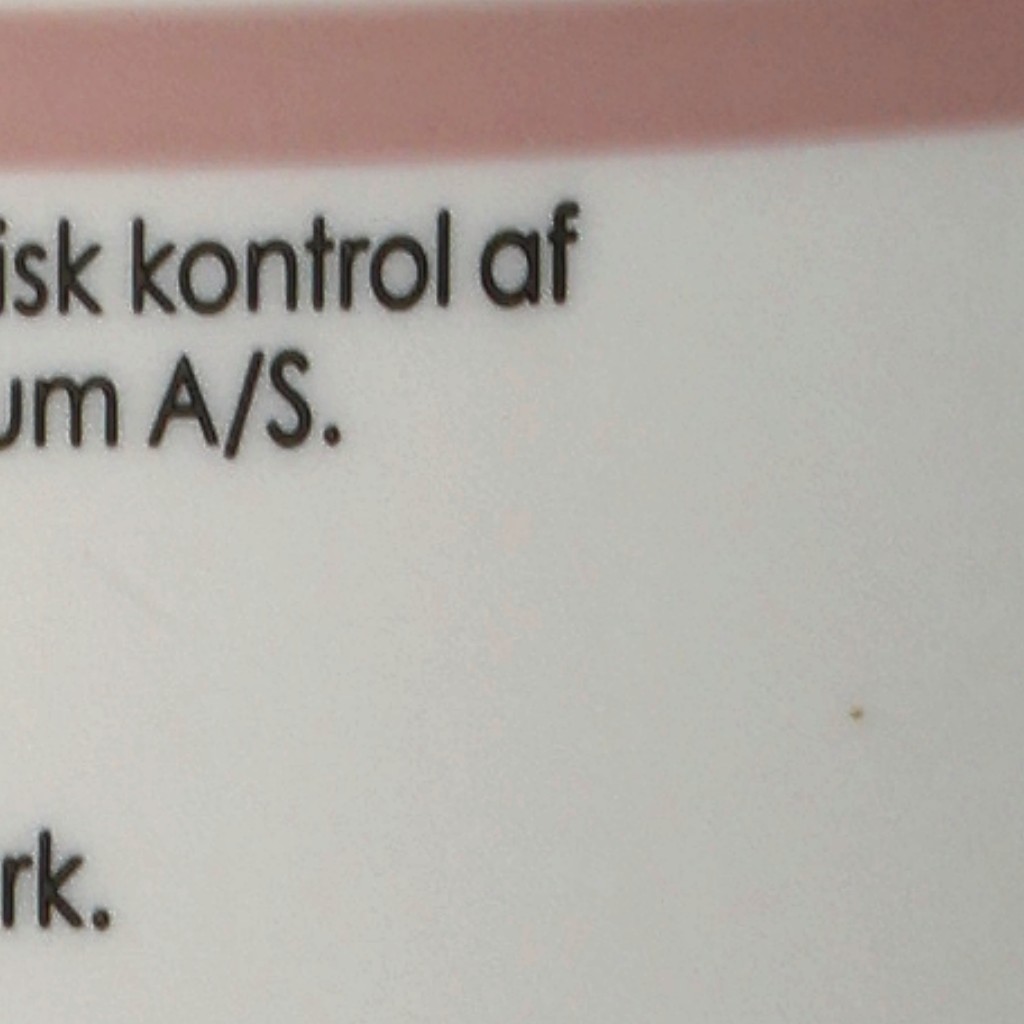 isk kontrol af
um A/S.
rk.